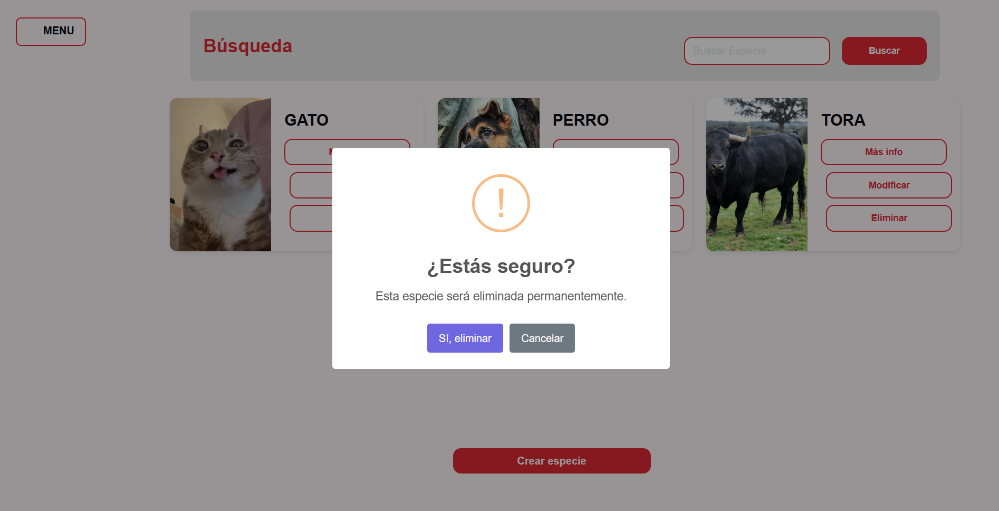 MENU
Búsqueda
Buscar Especie
Buscar
GATO
PERRO
TORA
Más info
Modificar
Eliminar
!
¿Estás seguro?
Esta especie será eliminada permanentemente.
Sí, eliminar
Cancelar
Crear especie